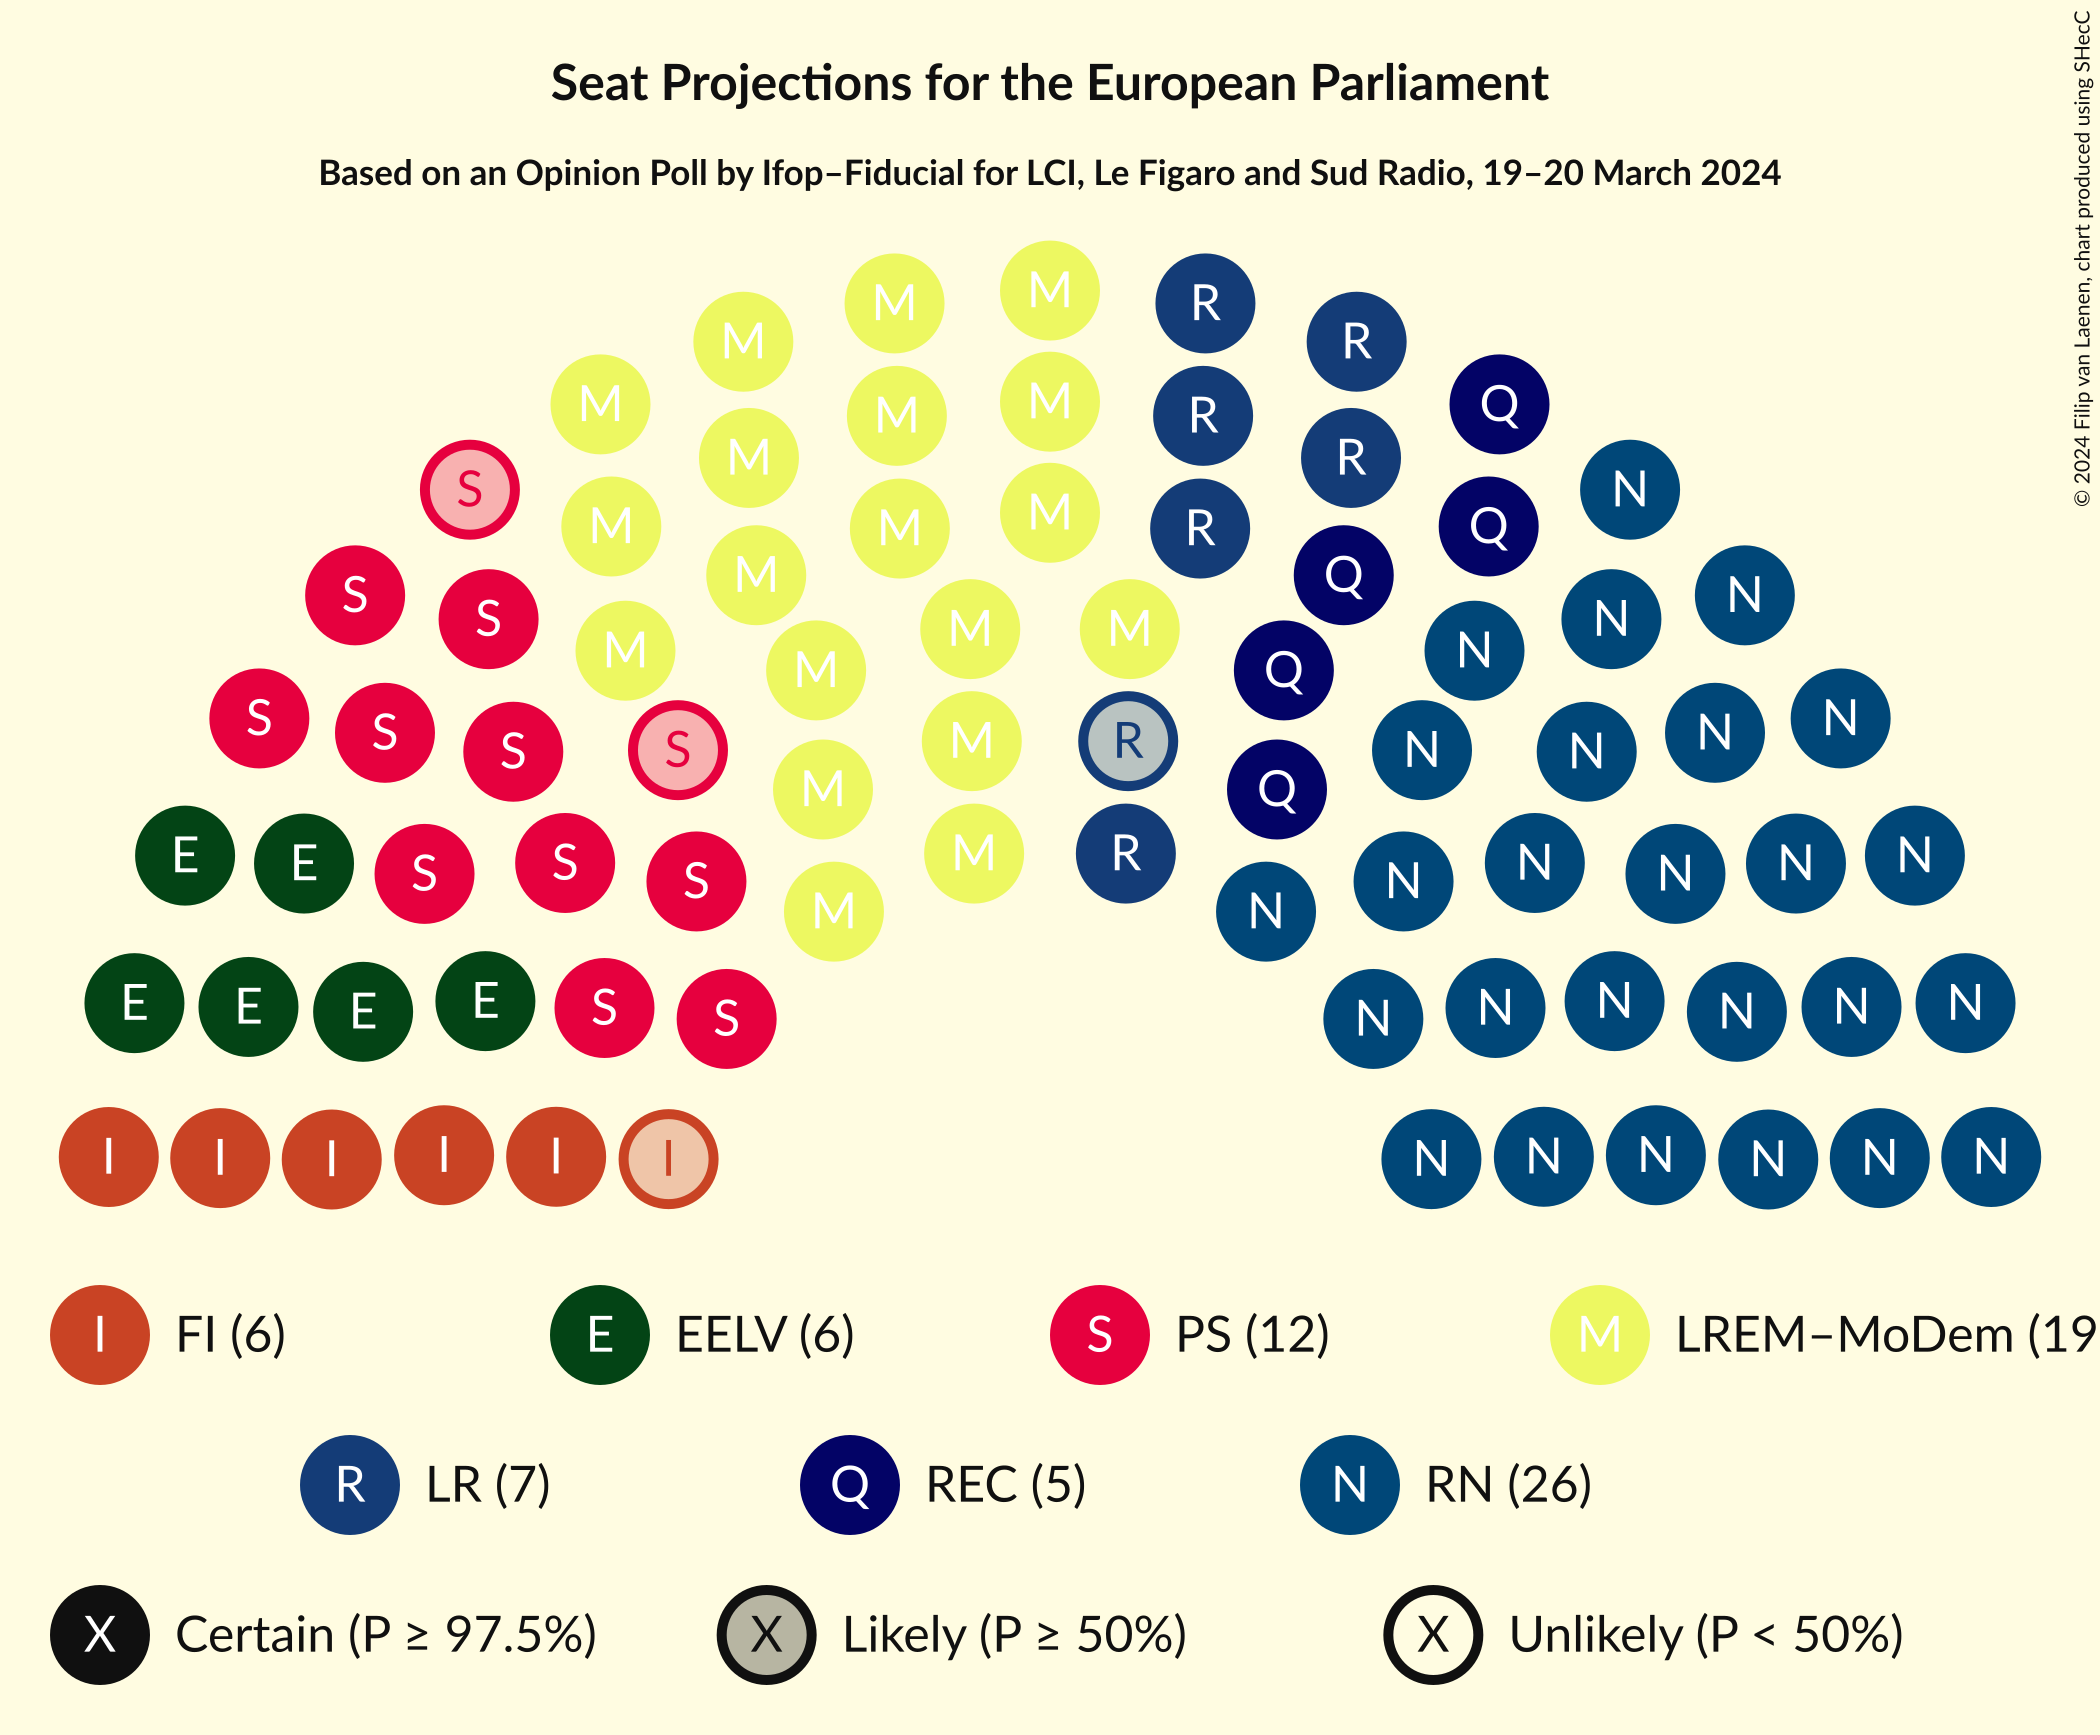 Seat Projections for the European Parliament
Based on an Opinion Poll by Ifop–Fiducial for LCI, Le Figaro and Sud Radio, 19–20 March 2024
© 2024 Filip van Laenen, chart produced using SHecC
M
M M R R
M M Q
M M R
M R
S M N
M R
M M Q
M Q
S N
S N
M M
N
M N
M Q
S N
S N
S N
S M R N
M Q
E N
E N
S N
S N
S N
M R
M N
E N
E N
E N
E N
S N
S N
I I I I I I N N N N N N
I FI (6) E EELV (6) S PS (12) M LREM–MoDem (19
R LR (7) Q REC (5) N RN (26)
X Certain (P ≥ 97.5%) X Likely (P ≥ 50%) X Unlikely (P < 50%)